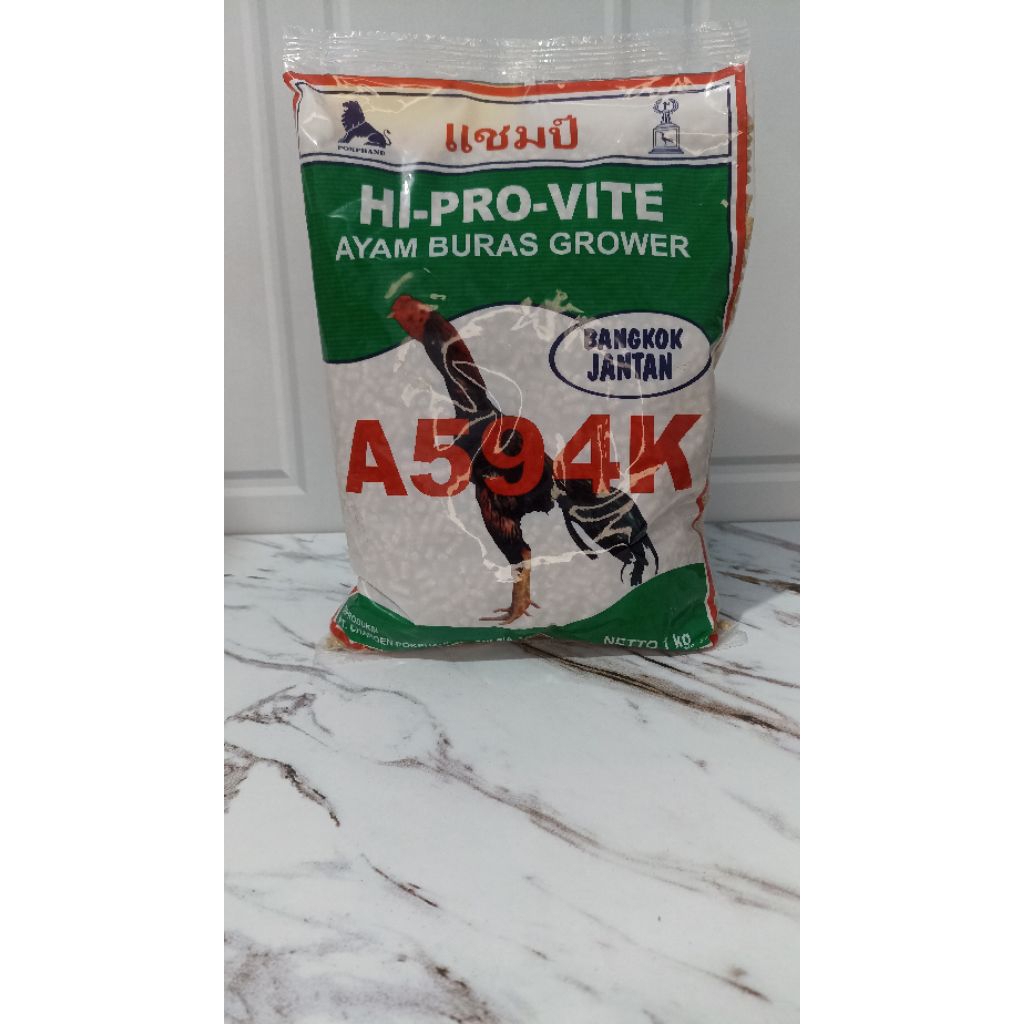 POKPHAND
แชมป์
HI-PRO-VITE
AYAM BURAS GROWER
BANGKOK
JANTAN
A594K
NETTO 1 kg